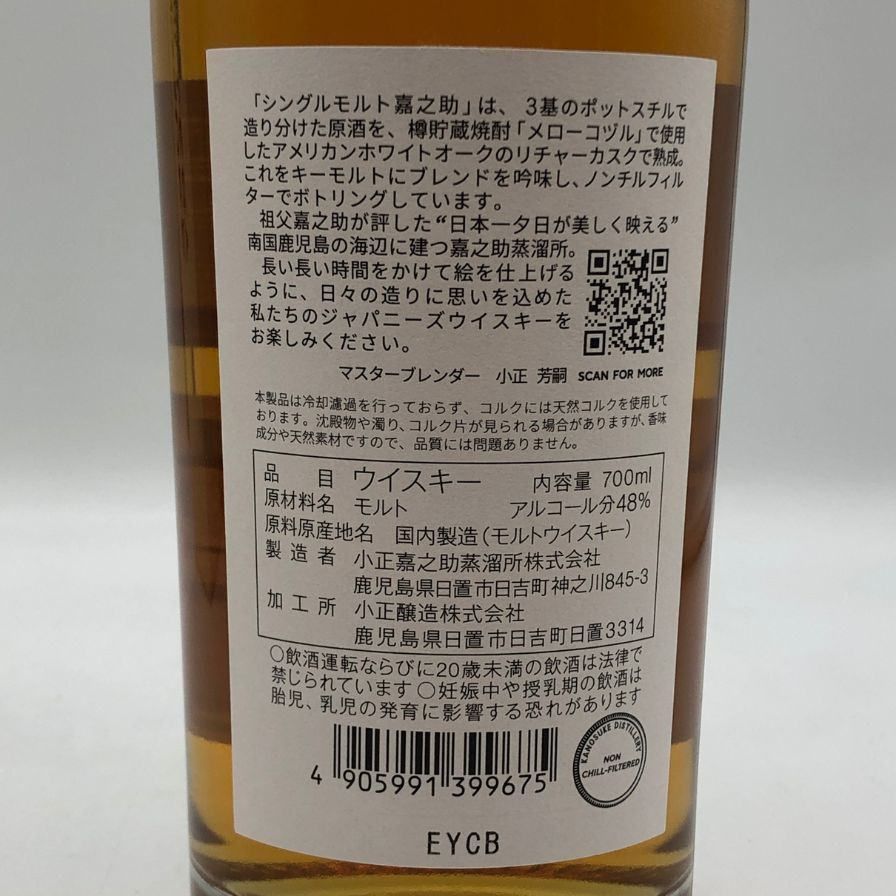 「シングルモルト嘉之助」は、3基のポットスチルで
造り分けた原酒を、樽貯蔵焼酎「メローコヅル」で使用
したアメリカンホワイトオークのリチャーカスクで熟成。
これをキーモルトにブレンドを吟味し、ノンチルフィル
ターでボトリングしています。
祖父嘉之助が評した“日本一夕日が美しく映える”
南国鹿児島の海辺に建つ嘉之助蒸溜所。
長い長い時間をかけて絵を仕上げる
ように、日々の造りに思いを込めた
私たちのジャパニーズウイスキーを
お楽しみください。
マスターブレンダー 小正 芳嗣 SCAN FOR MORE
本製品は冷却濾過を行っておらず、コルクには天然コルクを使用して
おります。沈殿物や濁り、コルク片が見られる場合がありますが、香味
成分や天然素材ですので、品質には問題ありません。
品目 ウイスキー 内容量 700ml
原材料名 モルト アルコール分48%
原料原産地名 国内製造(モルトウイスキー)
製造者 小正嘉之助蒸溜所株式会社
鹿児島県日置市日吉町神之川845-3
加工所 小正醸造株式会社
鹿児島県日置市日吉町日置3314
○飲酒運転ならびに20歳未満の飲酒は法律で
禁じられています ○妊娠中や授乳期の飲酒は
胎児、乳児の発育に影響する恐れがあります
KANOSUKE DISTILLERY
NON
CHILL-FILTERED
4 905991 399675
EYCB